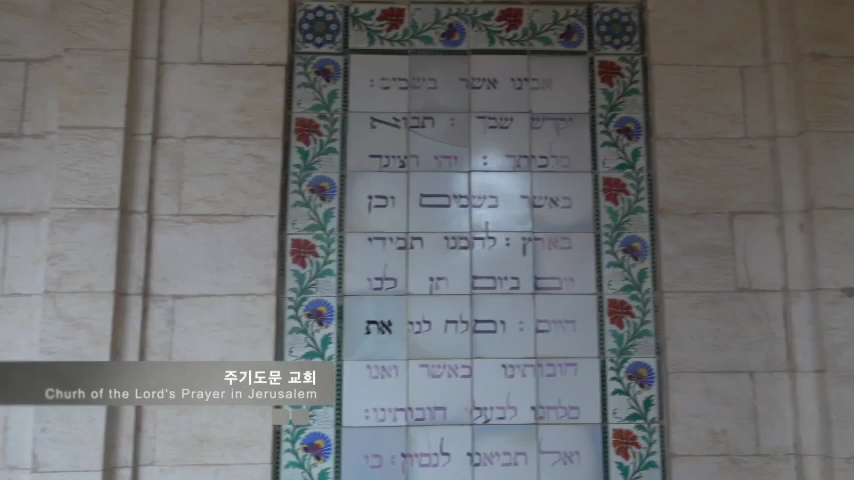 אבינו אשר בשמים:
יקדש שמך : תבוא
מלכותך : יהי רצינך
כאשר בשמים וכן
בארץ : לחמנו תמידי
יום ביום תן לנו
היום : וסלח לנו את
חובותינו כאשר ואנו
סלחנו לבעלי חובותינו:
ואל תביאנו לנסיון: כי
주기도문 교회
Churh of the Lord's Prayer in Jerusalem